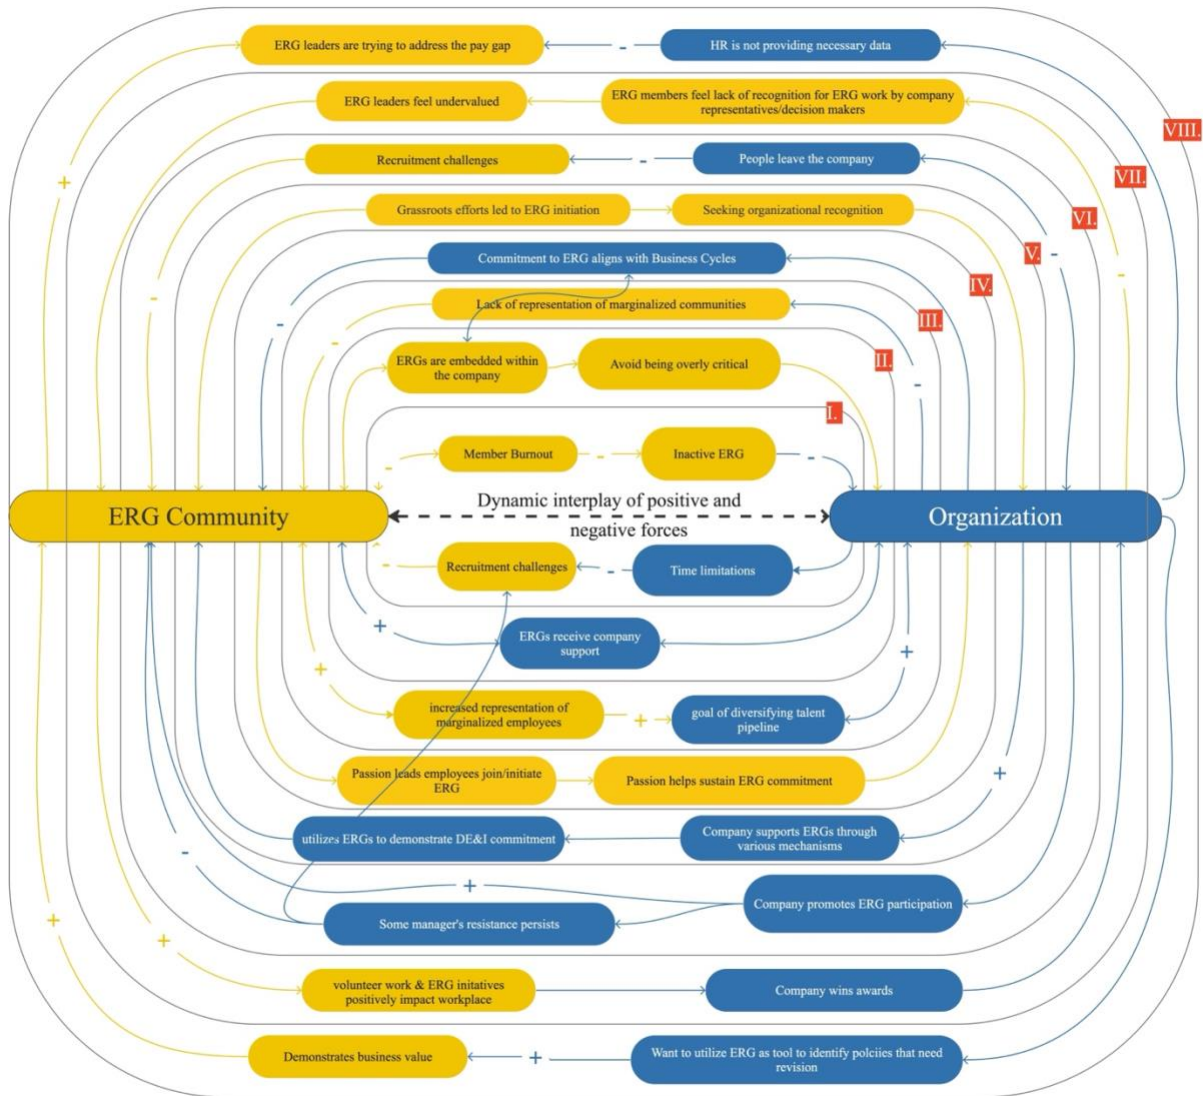 ERG leaders are trying to address the pay gap
-
HR is not providing necessary data
VIII.
ERG leaders feel undervalued
ERG members feel lack of recognition for ERG work by company
representatives/decision makers
VII.
+
Recruitment challenges
-
People leave the company
VI.
Grassroots efforts led to ERG initiation
Seeking organizational recognition
V.
-
-
Commitment to ERG aligns with Business Cycles
IV.
-
-
Lack of representation of marginalized communities
III.
-
-
ERGs are embedded within
the company
Avoid being overly critical
II.
-
-
I.
-
Member Burnout
-
Inactive ERG
-
ERG Community
Dynamic interplay of positive and
negative forces
Organization
-
Recruitment challenges
-
Time limitations
+
ERGs receive company
support
+
+
increased representation of
marginalized employees
+
goal of diversifying talent
pipeline
Passion leads employees join/initiate
ERG
Passion helps sustain ERG commitment
+
utilizes ERGs to demonstrate DE&I commitment
Company supports ERGs through
various mechanisms
-
+
Company promotes ERG participation
+
Some manager's resistance persists
+
volunteer work & ERG initatives
positively impact workplace
Company wins awards
Demonstrates business value
+
Want to utilize ERG as tool to identify polciies that need
revision